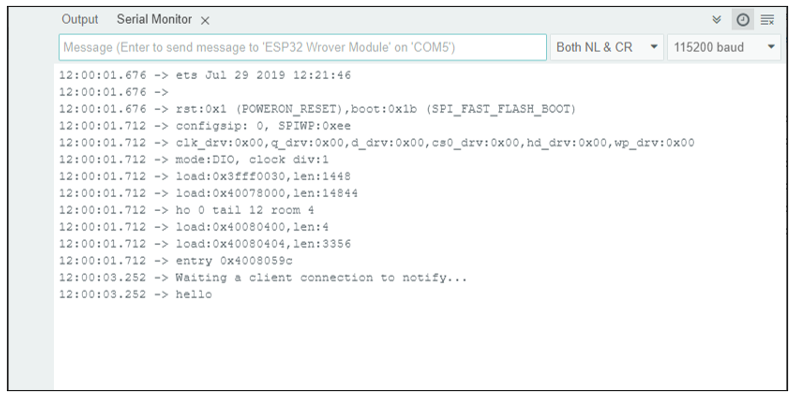 Output Serial Monitor ×
Message (Enter to send message to 'ESP32 Wrover Module' on 'COM5') Both NL & CR 115200 baud
12:00:01.676 -> ets Jul 29 2019 12:21:46
12:00:01.676 ->
12:00:01.676 -> rst:0x1 (POWERON_RESET),boot:0x1b (SPI_FAST_FLASH_BOOT)
12:00:01.712 -> configsip: 0, SPIWP:0xee
12:00:01.712 -> clk_drv:0x00,q_drv:0x00,d_drv:0x00,cs0_drv:0x00,hd_drv:0x00,wp_drv:0x00
12:00:01.712 -> mode:DIO, clock div:1
12:00:01.712 -> load:0x3fff0030,len:1448
12:00:01.712 -> load:0x40078000,len:14844
12:00:01.712 -> ho 0 tail 12 room 4
12:00:01.712 -> load:0x40080400,len:4
12:00:01.712 -> load:0x40080404,len:3356
12:00:01.712 -> entry 0x4008059c
12:00:03.252 -> Waiting a client connection to notify...
12:00:03.252 -> hello